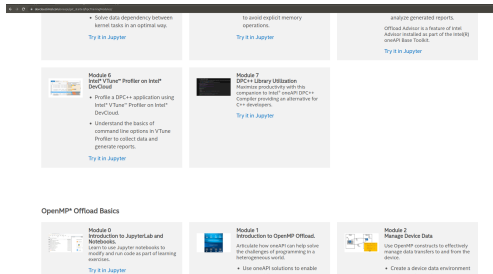 • Solve data dependency between
kernel tasks in an optimal way.
Try it in Jupyter
to avoid explicit memory
operations.
Try it in Jupyter
analyze generated reports.
Offload Advisor is a feature of Intel
Advisor installed as part of the Intel(R)
oneAPI Base Toolkit.
Try it in Jupyter
Module 6
Intel® VTune™ Profiler on Intel®
DevCloud
• Profile a DPC++ application using
Intel® VTune™ Profiler on Intel®
DevCloud.
• Understand the basics of
command line options in VTune
Profiler to collect data and
generate reports.
Try it in Jupyter
Module 7
DPC++ Library Utilization
Maximize productivity with this
companion to Intel® oneAPI DPC++
Compiler providing an alternative for
C++ developers.
Try it in Jupyter
OpenMP* Offload Basics
Module 0
Introduction to JupyterLab and
Notebooks.
Learn to use Jupyter notebooks to
modify and run code as part of learning
exercises.
Try it in Jupyter
Module 1
Introduction to OpenMP Offload.
Articulate how oneAPI can help solve
the challenges of programming in a
heterogeneous world.
• Use oneAPI solutions to enable
Module 2
Manage Device Data
Use OpenMP constructs to effectively
manage data transfers to and from the
device.
• Create a device data environment